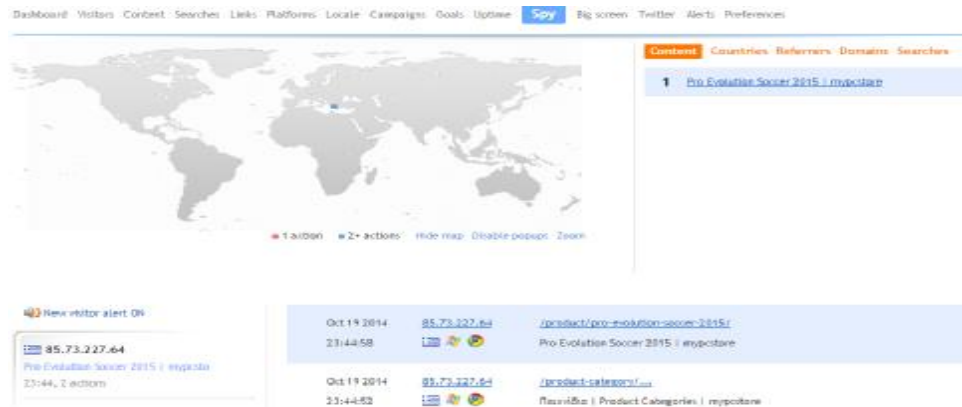 Dashboard Visitors Content Searches Links Platforms Locale Campaigns Goals Uptime Spy Big screen Twitter Alerts Preferences
Content Countries Referrers Domains Searches
1 Pro Evolution Soccer 2015 | mypcstore
1 action 2+ actions Hide map Disable popups Zoom
New visitor alert ON
85.73.227.64
Pro Evolution Soccer 2015 | mypcsto
23:44, 2 actions
Oct 19 2014 85.73.227.64 /product/pro-evolution-soccer-2015/
23:44:58 Pro Evolution Soccer 2015 | mypcstore
Oct 19 2014 85.73.227.64 /product-category/...
23:44:52 Παιχνίδια | Product Categories | mypcstore